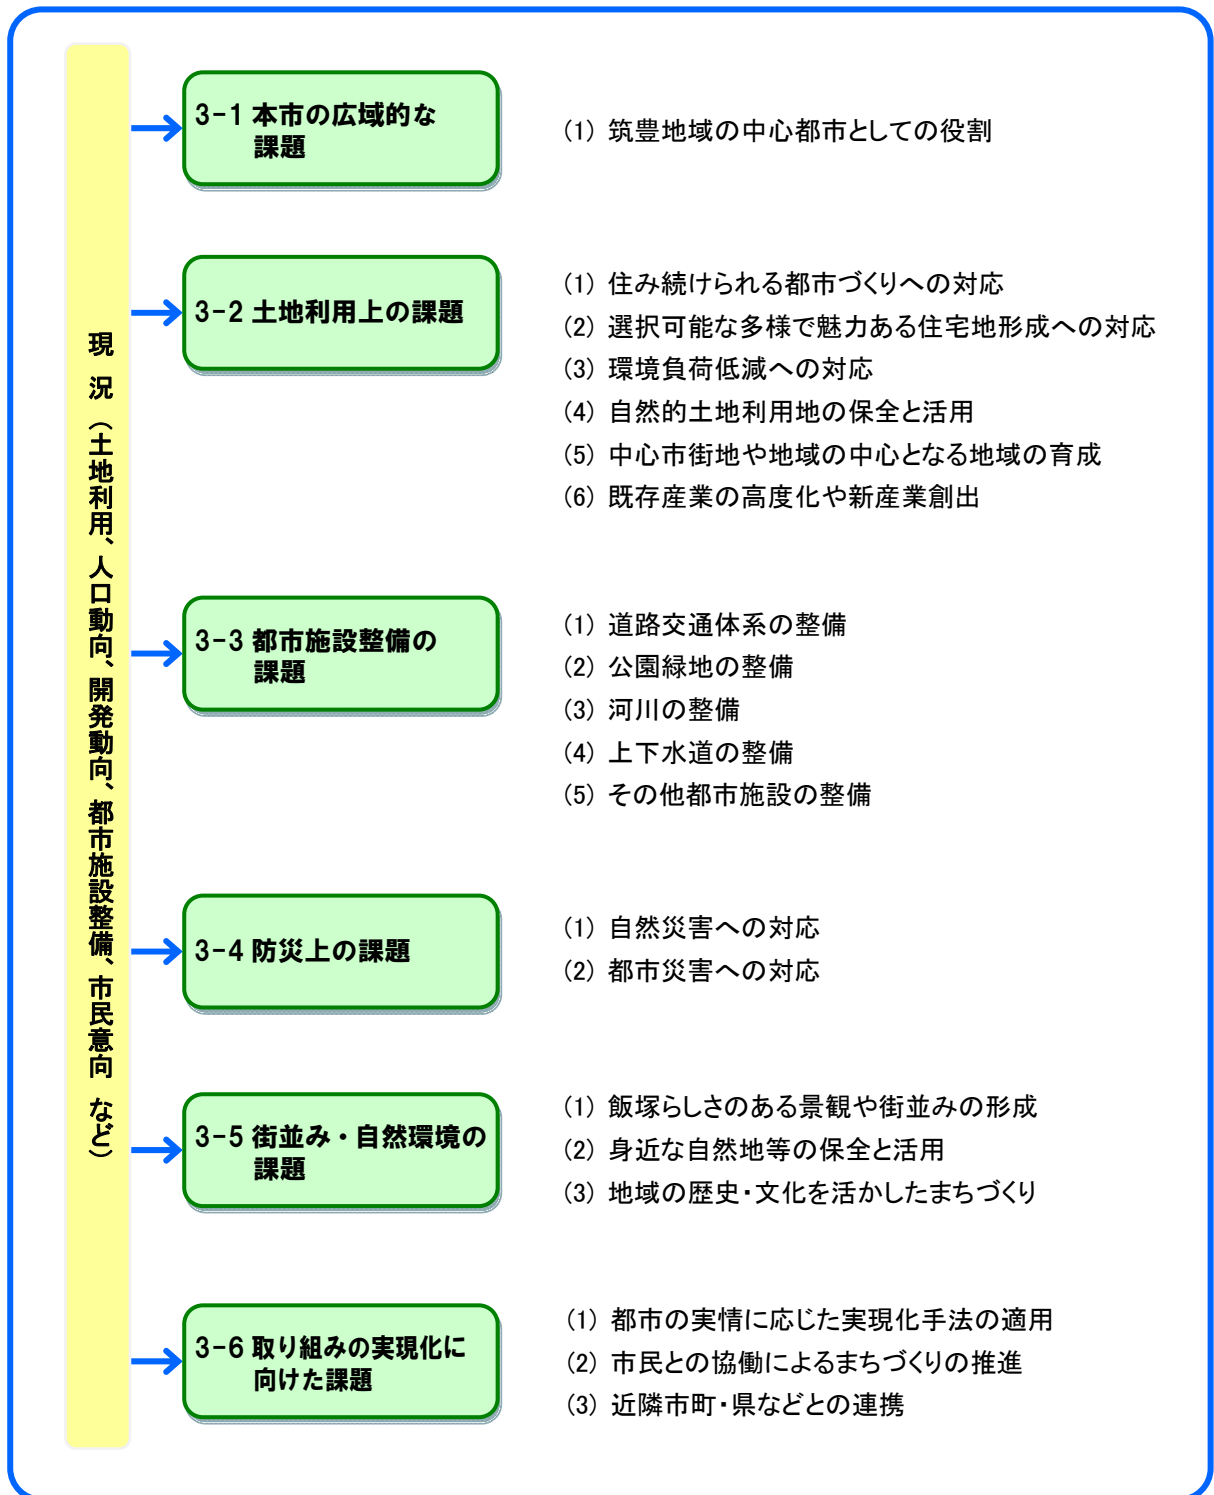 現況（土地利用、人口動向、開発動向、都市施設整備、市民意向 など）
3-1 本市の広域的な
課題
(1) 筑豊地域の中心都市としての役割
3-2 土地利用上の課題
(1) 住み続けられる都市づくりへの対応
(2) 選択可能な多様で魅力ある住宅地形成への対応
(3) 環境負荷低減への対応
(4) 自然的土地利用地の保全と活用
(5) 中心市街地や地域の中心となる地域の育成
(6) 既存産業の高度化や新産業創出
3-3 都市施設整備の
課題
(1) 道路交通体系の整備
(2) 公園緑地の整備
(3) 河川の整備
(4) 上下水道の整備
(5) その他都市施設の整備
3-4 防災上の課題
(1) 自然災害への対応
(2) 都市災害への対応
3-5 街並み・自然環境の
課題
(1) 飯塚らしさのある景観や街並みの形成
(2) 身近な自然地等の保全と活用
(3) 地域の歴史・文化を活かしたまちづくり
3-6 取り組みの実現化に
向けた課題
(1) 都市の実情に応じた実現化手法の適用
(2) 市民との協働によるまちづくりの推進
(3) 近隣市町・県などとの連携